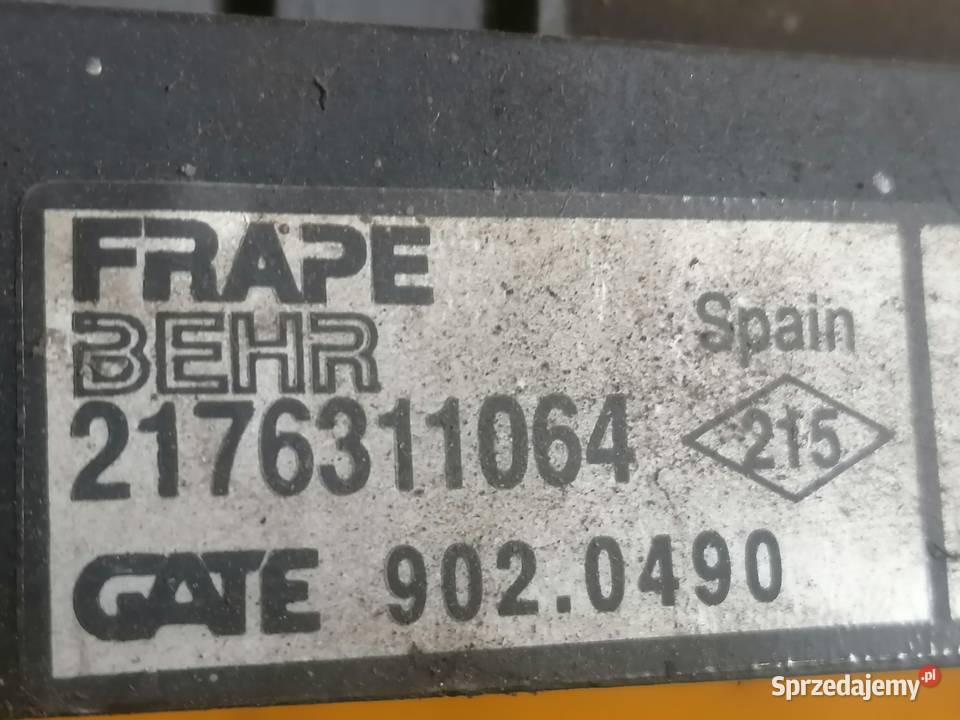 FRAPE
BEHR
Spain
2176311064
215
GATE 902.0490
Sprzedajemy.pl